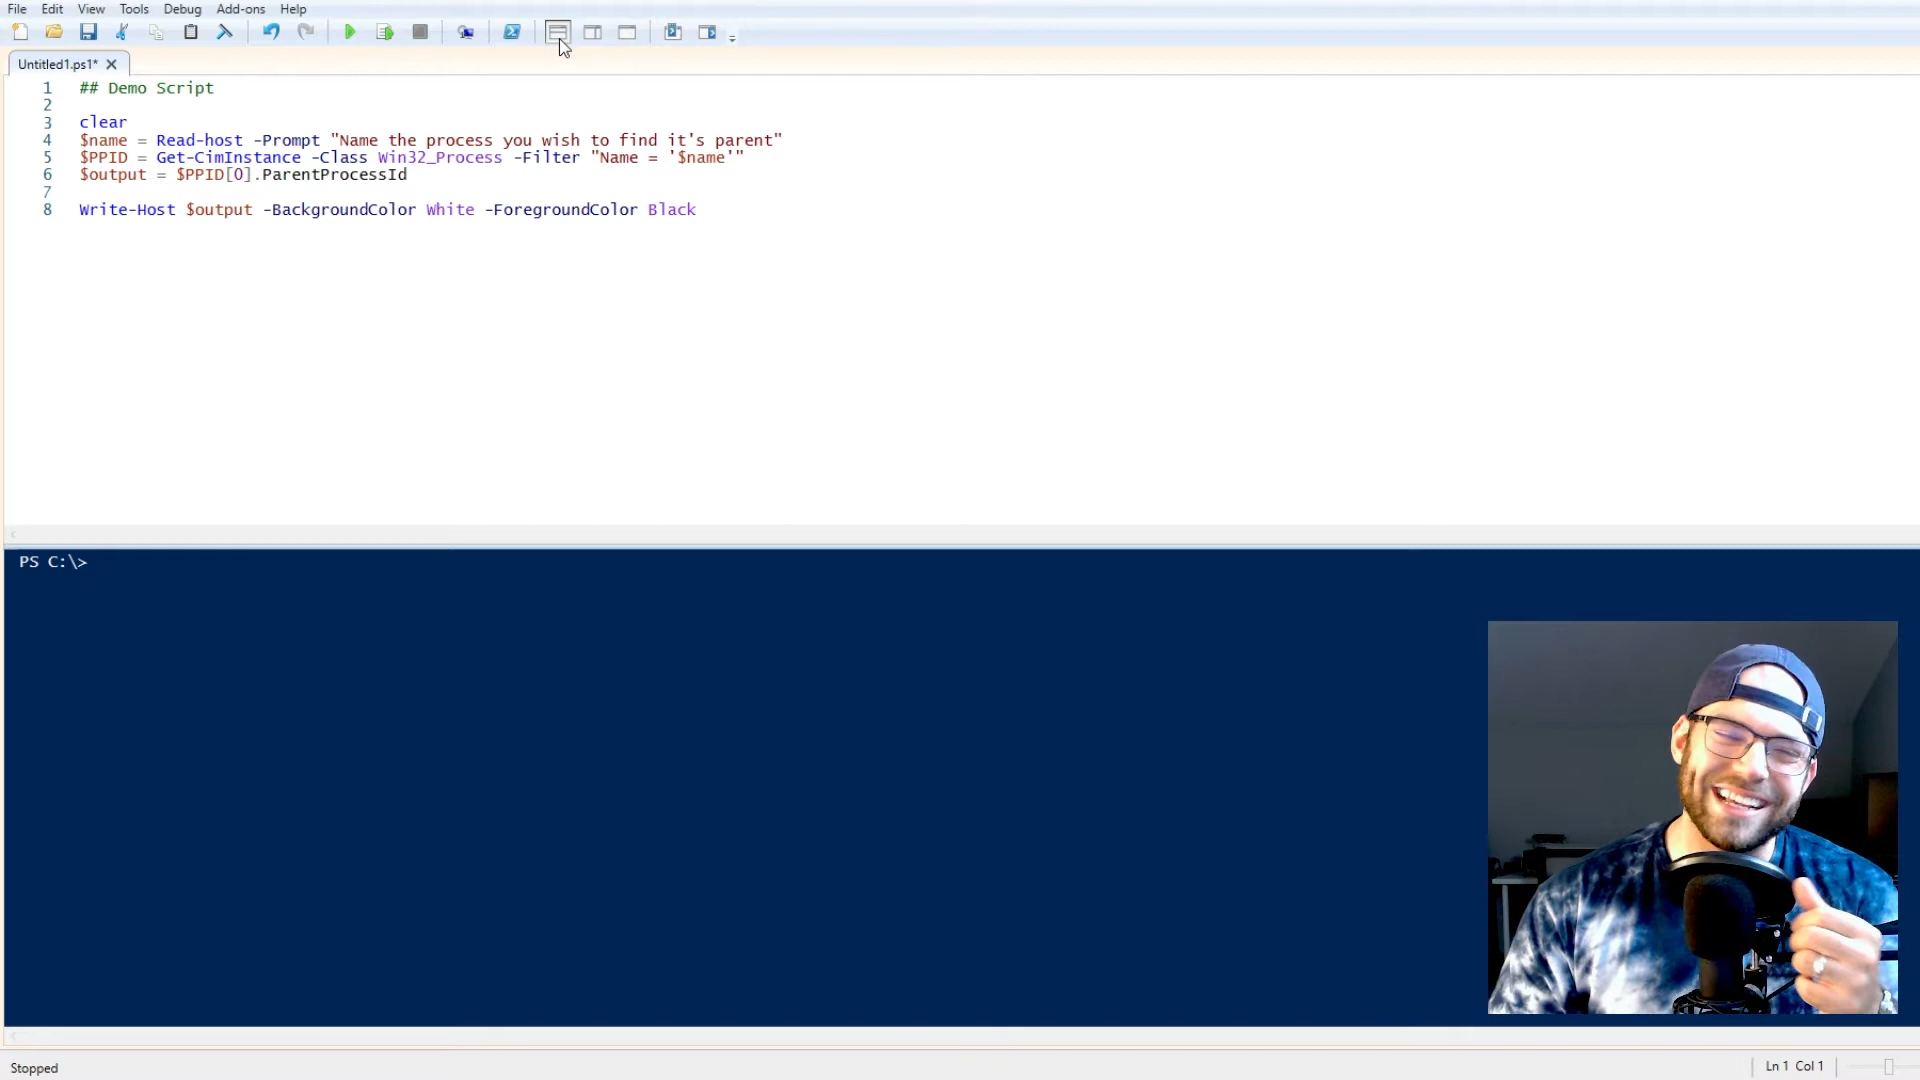 File Edit View Tools Debug Add-ons Help
Untitled1.ps1*
1 ## Demo Script
2
3 clear
4 $name = Read-host -Prompt "Name the process you wish to find it's parent"
5 $PPID = Get-CimInstance -Class Win32_Process -Filter "Name = '$name'"
6 $output = $PPID[0].ParentProcessId
7
8 Write-Host $output -BackgroundColor White -ForegroundColor Black
PS C:\>
Stopped
Ln 1 Col 1